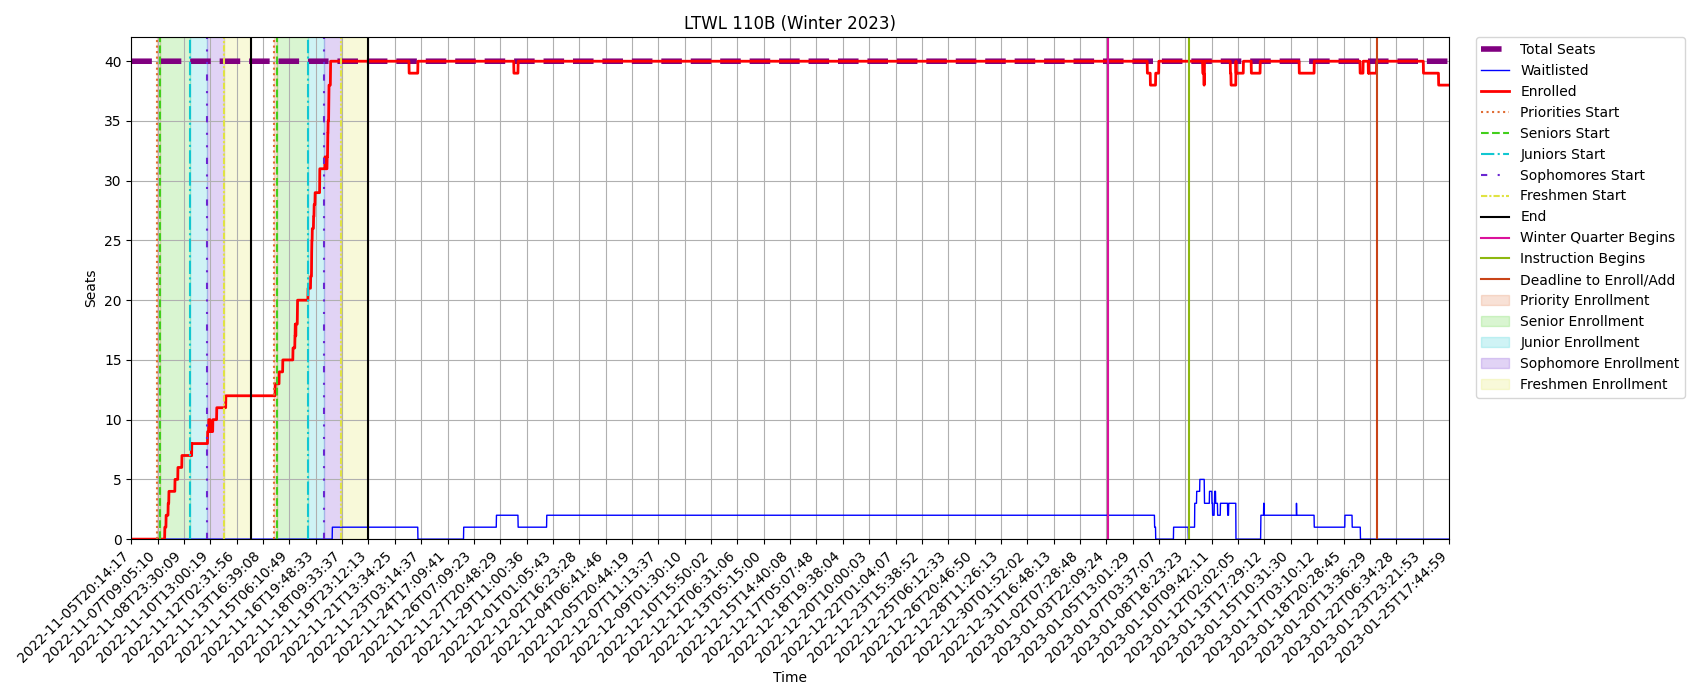 LTWL 110B (Winter 2023)
Seats
40
35
30
25
20
15
10
5
0
2022-11-05T20:14:17
2022-11-07T09:05:10
2022-11-08T23:30:09
2022-11-10T13:00:19
2022-11-12T02:31:56
2022-11-13T16:39:08
2022-11-15T06:10:49
2022-11-16T19:48:33
2022-11-18T09:33:37
2022-11-19T23:12:13
2022-11-21T13:34:25
2022-11-23T03:14:37
2022-11-24T17:09:41
2022-11-26T07:09:23
2022-11-27T20:48:29
2022-11-29T11:00:36
2022-12-01T01:05:43
2022-12-02T16:23:28
2022-12-04T06:41:46
2022-12-05T20:44:19
2022-12-07T11:13:37
2022-12-09T01:30:10
2022-12-10T15:50:02
2022-12-12T06:31:06
2022-12-13T05:15:00
2022-12-15T14:40:08
2022-12-17T05:07:48
2022-12-18T19:38:04
2022-12-20T10:00:03
2022-12-22T01:04:07
2022-12-23T15:38:52
2022-12-25T06:12:33
2022-12-26T20:46:50
2022-12-28T11:26:13
2022-12-30T01:52:02
2022-12-31T16:48:13
2023-01-02T07:28:48
2023-01-03T22:09:24
2023-01-05T13:01:29
2023-01-07T03:37:07
2023-01-08T18:23:23
2023-01-10T09:42:11
2023-01-12T02:02:05
2023-01-13T17:29:12
2023-01-15T10:31:30
2023-01-17T03:10:12
2023-01-18T20:28:45
2023-01-20T13:36:29
2023-01-22T06:34:28
2023-01-23T23:21:53
2023-01-25T17:44:59
Time
Total Seats
Waitlisted
Enrolled
Priorities Start
Seniors Start
Juniors Start
Sophomores Start
Freshmen Start
End
Winter Quarter Begins
Instruction Begins
Deadline to Enroll/Add
Priority Enrollment
Senior Enrollment
Junior Enrollment
Sophomore Enrollment
Freshmen Enrollment